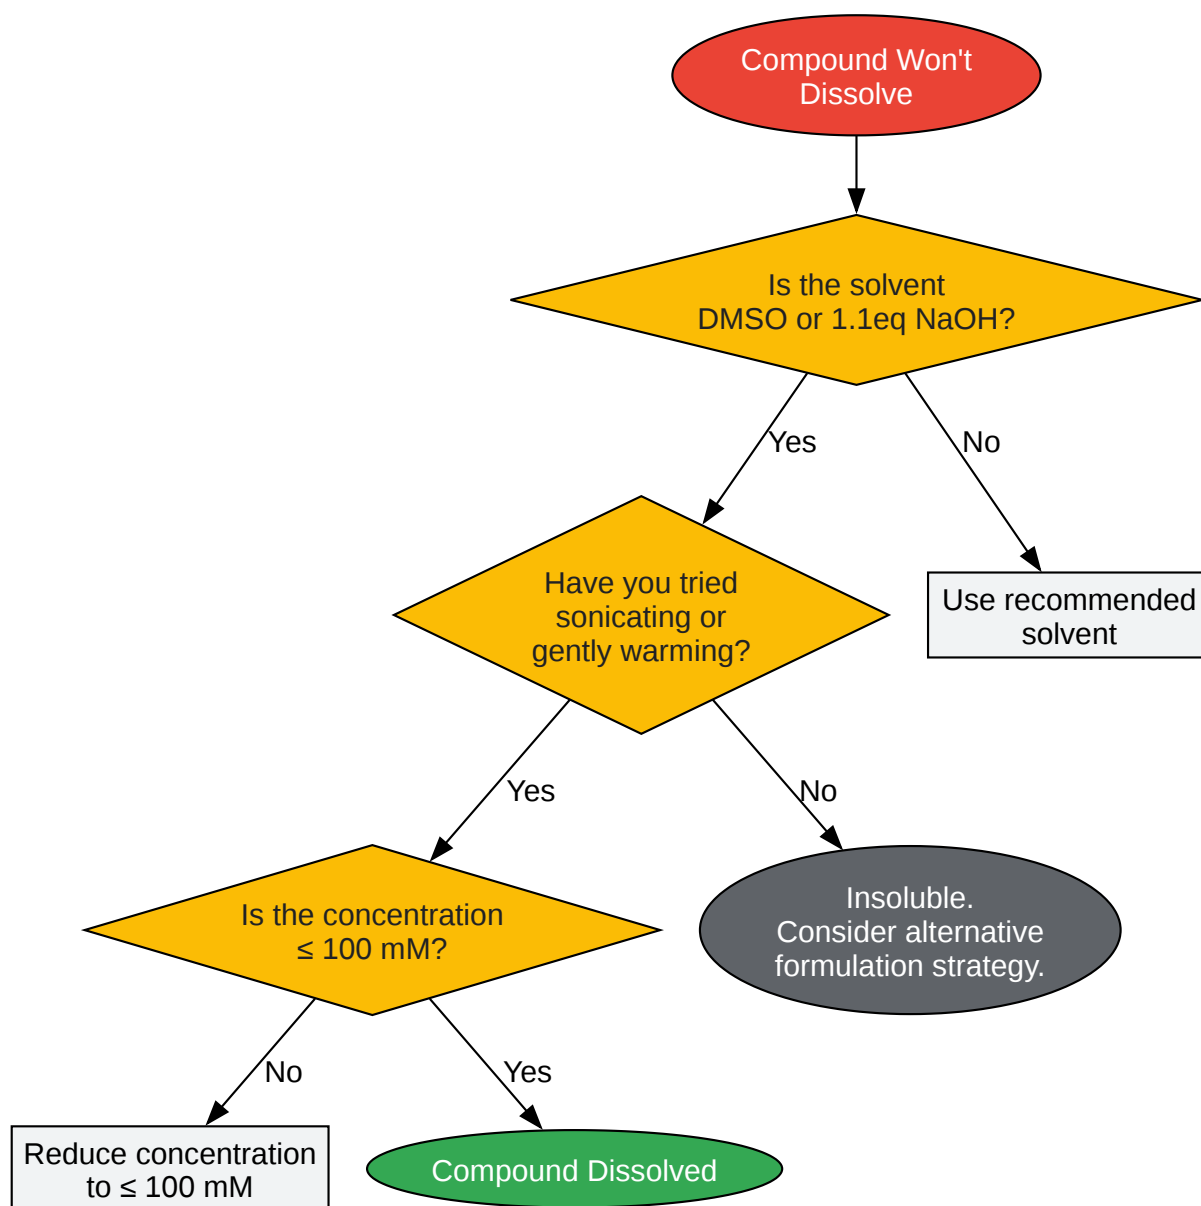 Compound Won't
Dissolve
Is the solvent
DMSO or 1.1eq NaOH?
Yes
No
Have you tried
sonicating or
gently warming?
Use recommended
solvent
Yes
No
Is the concentration
≤ 100 mM?
Insoluble.
Consider alternative
formulation strategy.
No
Yes
Reduce concentration
to ≤ 100 mM
Compound Dissolved